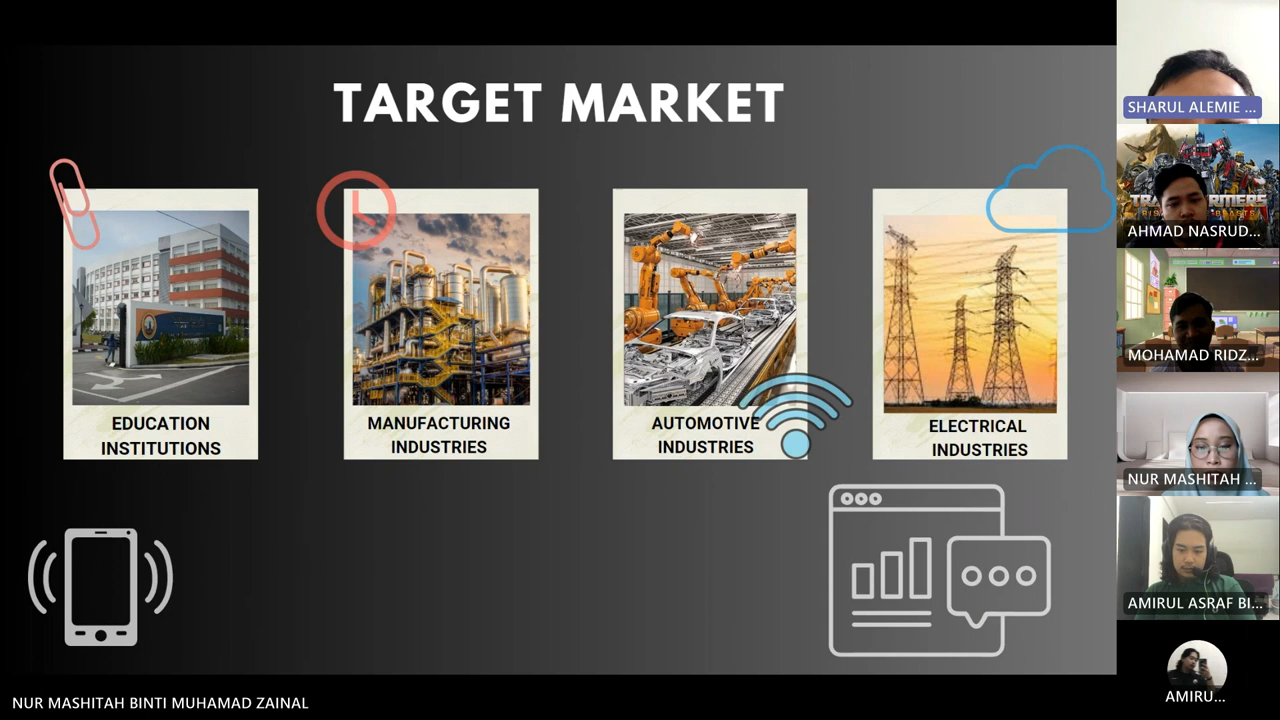 TARGET MARKET
EDUCATION
INSTITUTIONS
MANUFACTURING
INDUSTRIES
AUTOMOTIVE
INDUSTRIES
ELECTRICAL
INDUSTRIES
SHARUL ALEMIE ...
AHMAD NASRUD...
MOHAMAD RIDZ...
NUR MASHITAH ...
AMIRUL ASRAF BI...
AMIRU...
NUR MASHITAH BINTI MUHAMAD ZAINAL